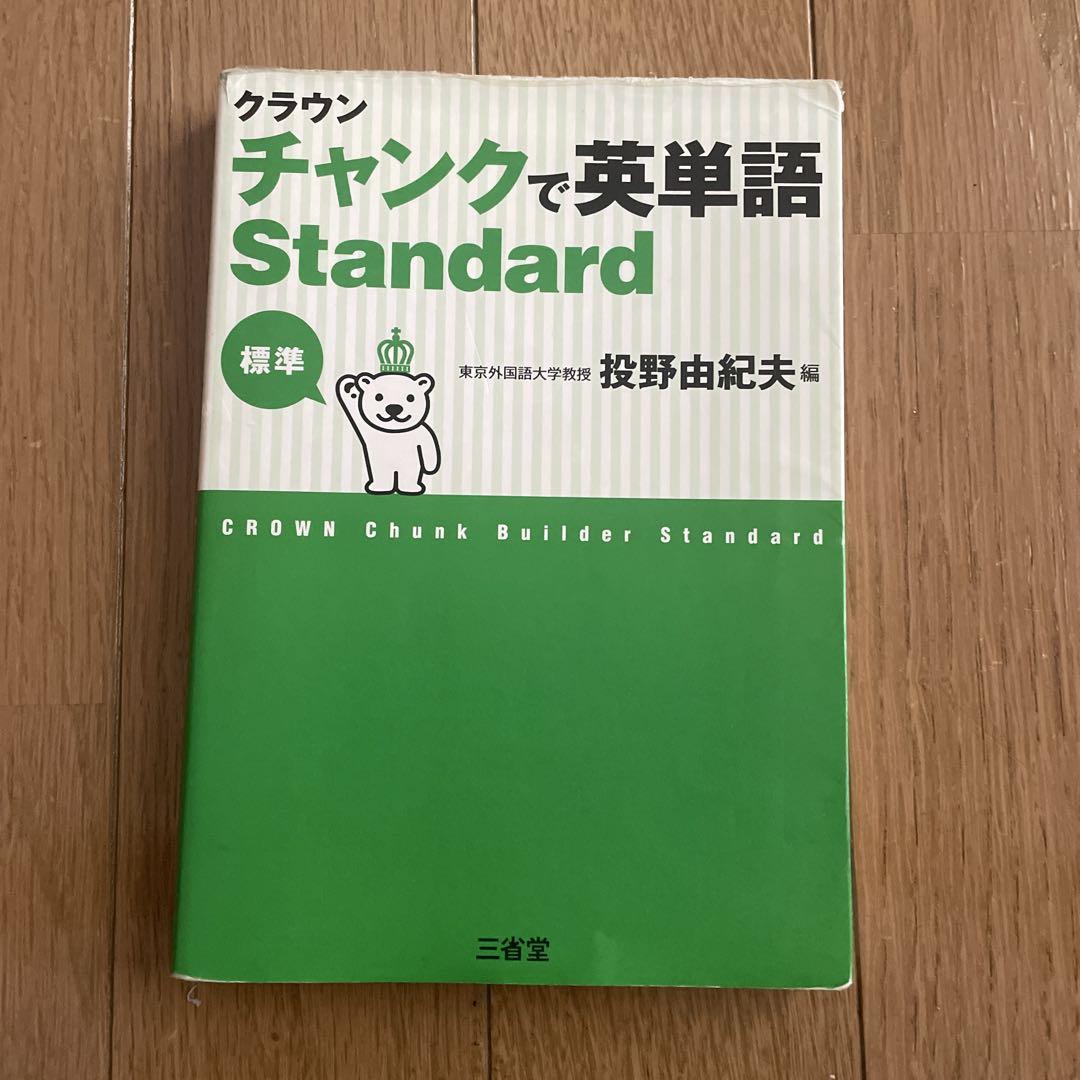 クラウン
チャンクで英単語
Standard
標準
東京外国語大学教授 投野由紀夫 編
CROWN Chunk Builder Standard
三省堂